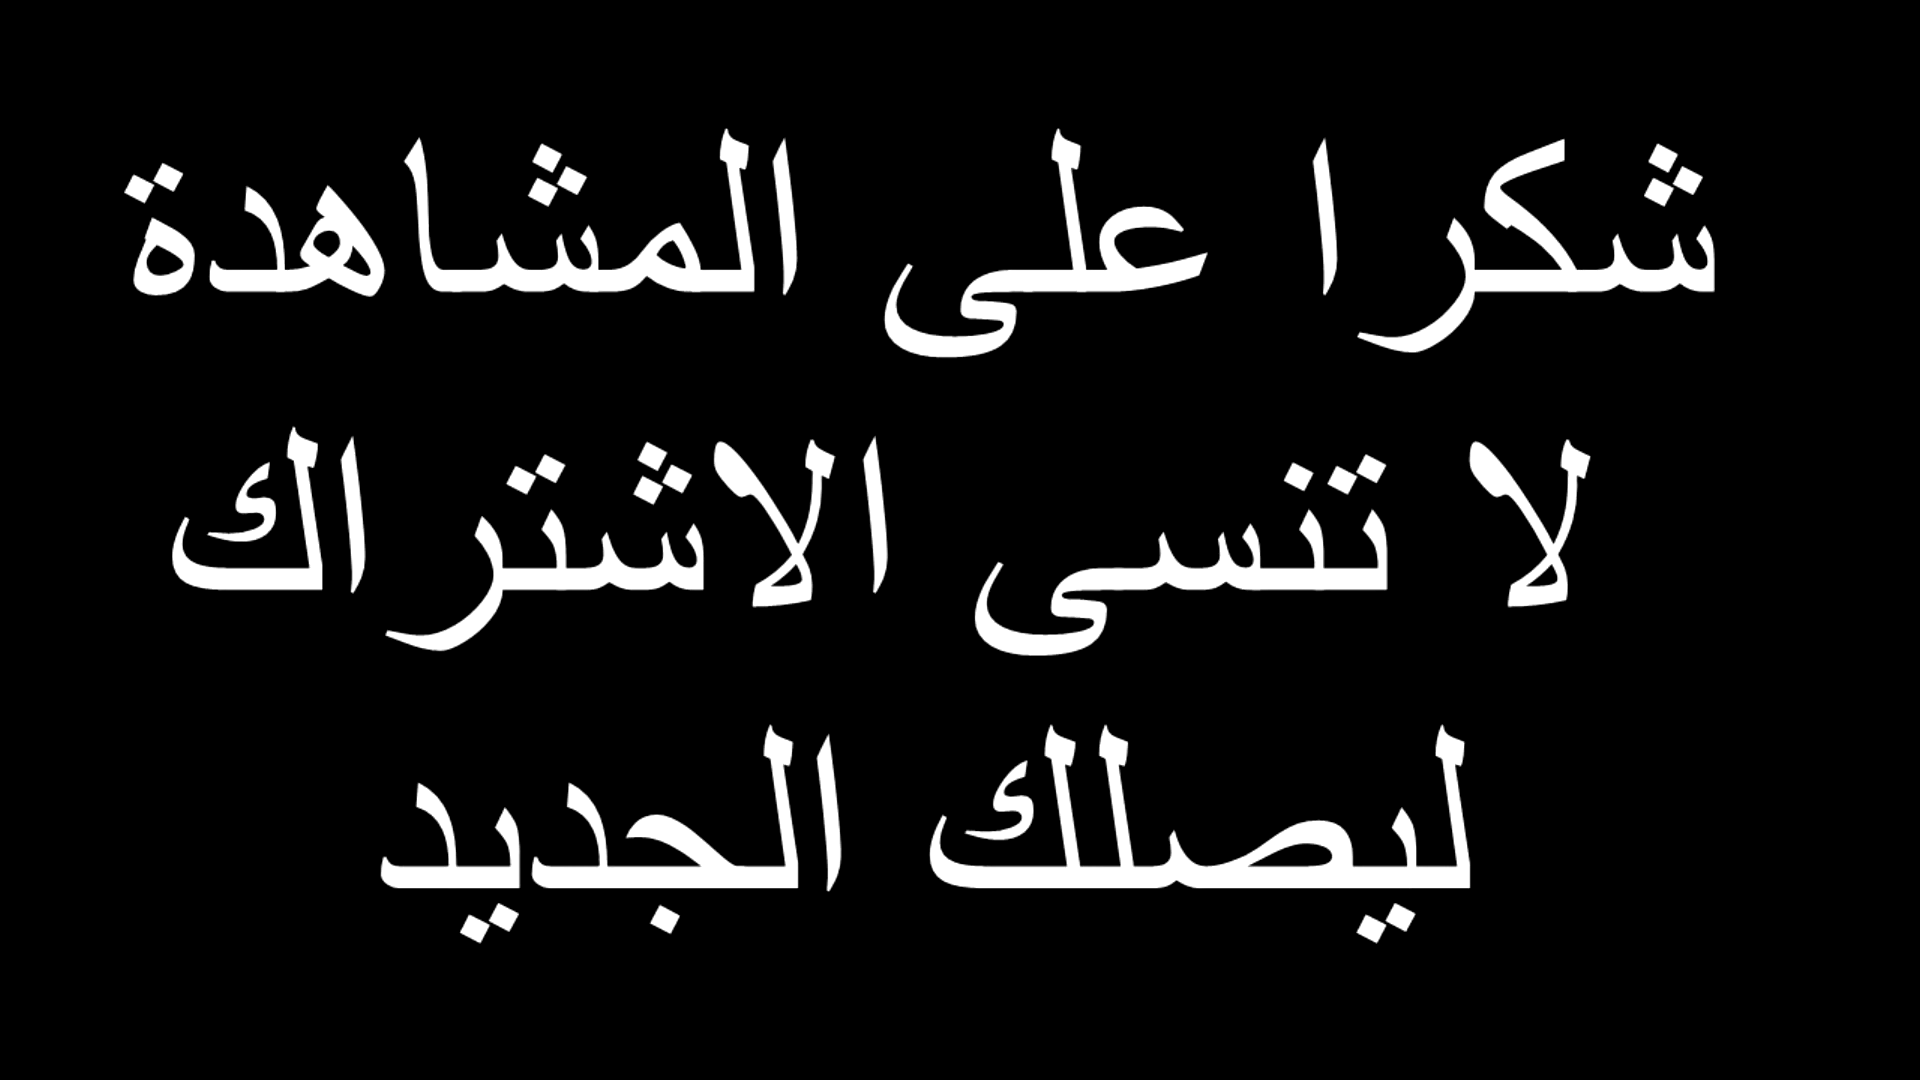 شكرا على المشاهدة
لا تنسى الاشتراك
ليصلك الجديد